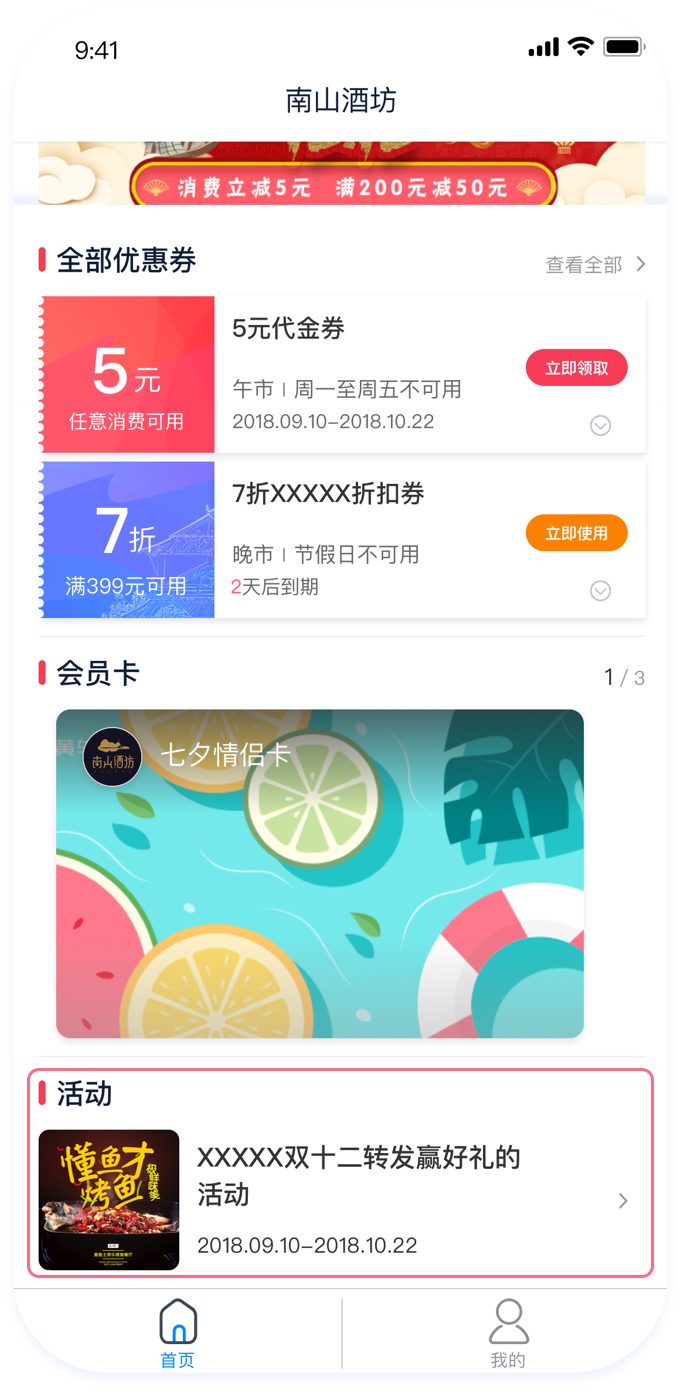 9:41
南山酒坊
消费立减5元 满200元减50元
全部优惠券
查看全部
5元
任意消费可用
5元代金券
午市 | 周一至周五不可用
2018.09.10-2018.10.22
立即领取
7折
满399元可用
7折XXXXX折扣券
晚市 | 节假日不可用
2天后到期
立即使用
会员卡
1 / 3
南山酒坊
七夕情侣卡
活动
懂鱼才
烤鱼
极鲜味美
XXXXX双十二转发赢好礼的
活动
2018.09.10-2018.10.22
首页
我的